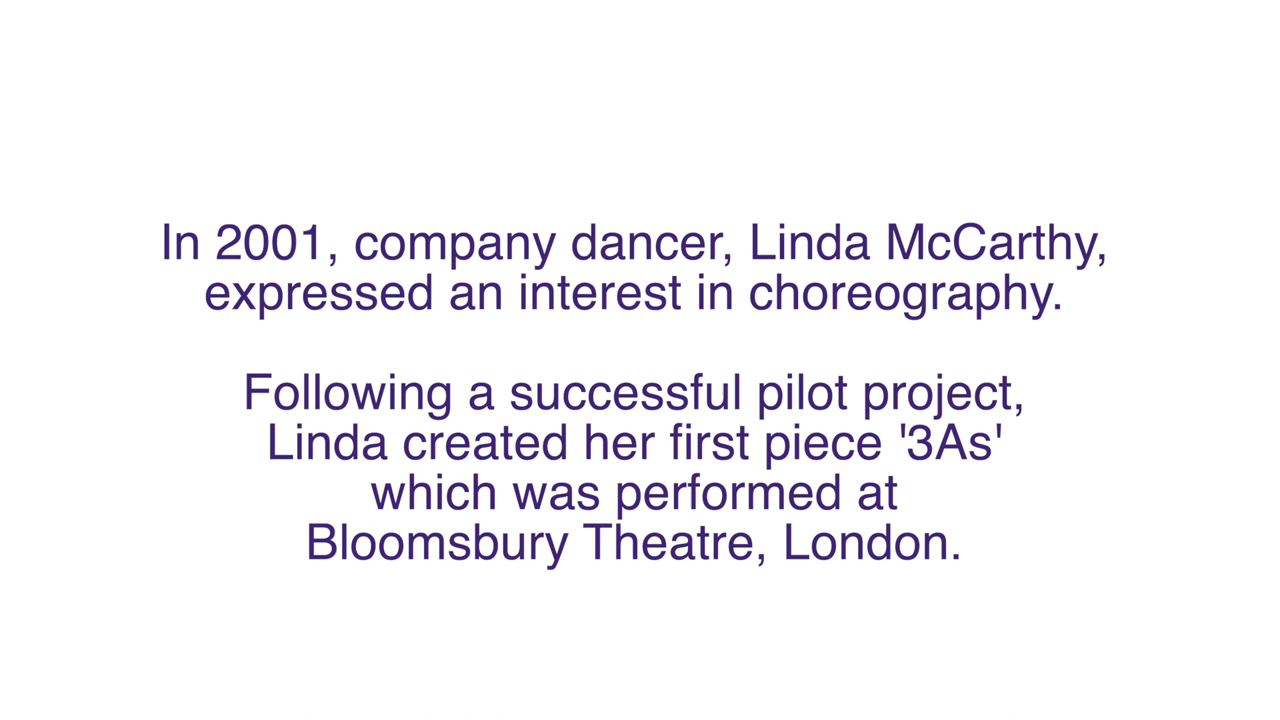 In 2001, company dancer, Linda McCarthy,
expressed an interest in choreography.
Following a successful pilot project,
Linda created her first piece '3As'
which was performed at
Bloomsbury Theatre, London.